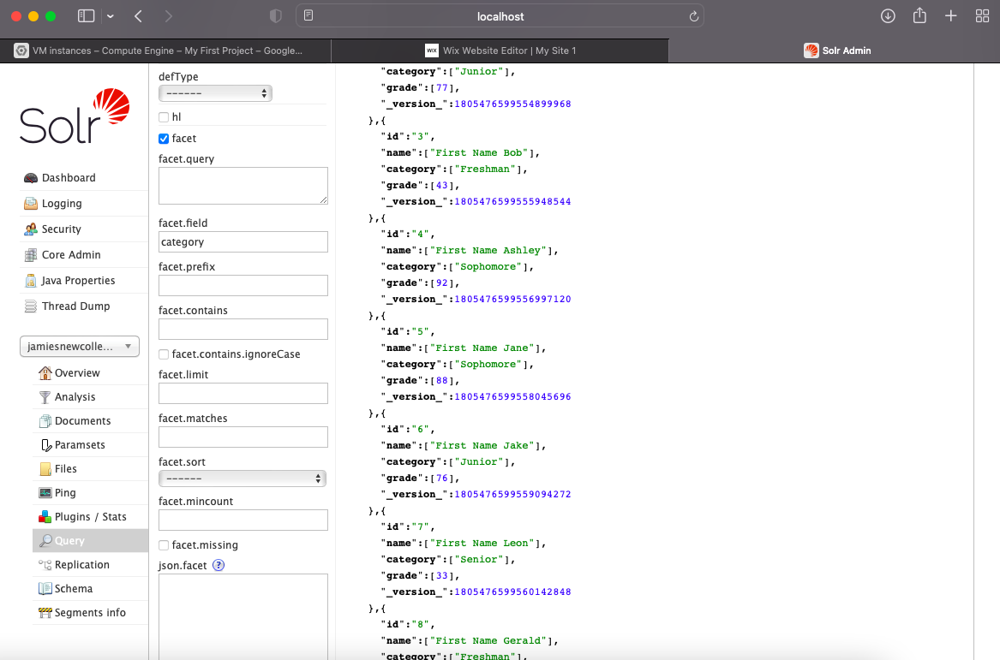 localhost
VM instances – Compute Engine – My First Project – Google...
WIX Wix Website Editor | My Site 1
Solr Admin
Solr
Dashboard
Logging
Security
Core Admin
Java Properties
Thread Dump
jamiesnewcolle...
Overview
Analysis
Documents
Paramsets
Files
Ping
Plugins / Stats
Query
Replication
Schema
Segments info
defType
------
hl
facet
facet.query
facet.field
category
facet.prefix
facet.contains
facet.contains.ignoreCase
facet.limit
facet.matches
facet.sort
------
facet.mincount
facet.missing
json.facet ?
"category":["Junior"],
"grade":[77],
"_version_":1805476599554899968
},{
"id":"3",
"name":["First Name Bob"],
"category":["Freshman"],
"grade":[43],
"_version_":1805476599555948544
},{
"id":"4",
"name":["First Name Ashley"],
"category":["Sophomore"],
"grade":[92],
"_version_":1805476599556997120
},{
"id":"5",
"name":["First Name Jane"],
"category":["Sophomore"],
"grade":[88],
"_version_":1805476599558045696
},{
"id":"6",
"name":["First Name Jake"],
"category":["Junior"],
"grade":[76],
"_version_":1805476599559094272
},{
"id":"7",
"name":["First Name Leon"],
"category":["Senior"],
"grade":[33],
"_version_":1805476599560142848
},{
"id":"8",
"name":["First Name Gerald"],
"category":["Freshman"],